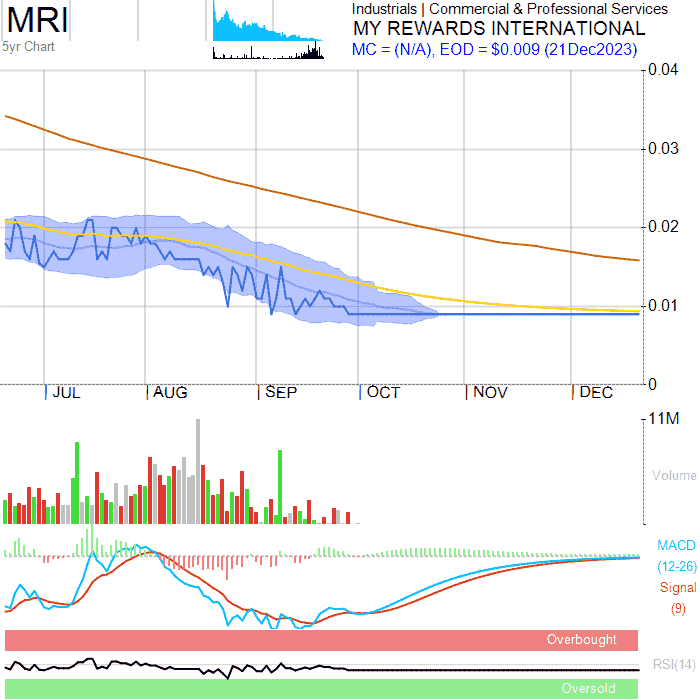 MRI
5yr Chart
Industrials | Commercial & Professional Services
MY REWARDS INTERNATIONAL
MC = (N/A), EOD = $0.009 (21Dec2023)
0.04
0.03
0.02
0.01
0
JUL AUG SEP OCT NOV DEC
11M
Volume
MACD
(12-26)
Signal
(9)
Overbought
RSI(14)
Oversold